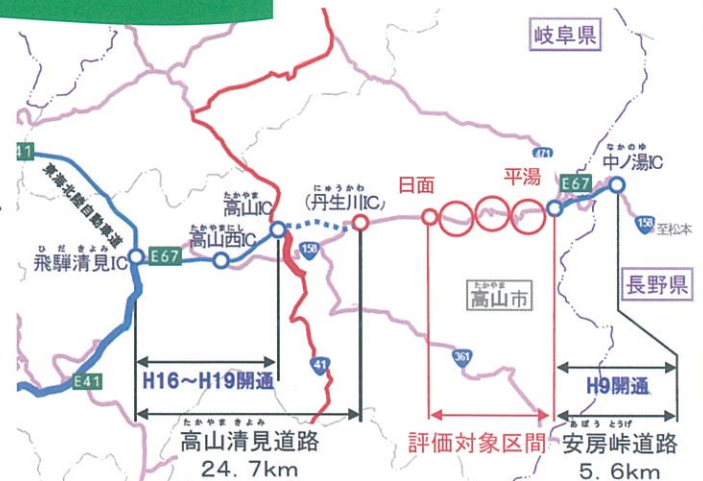 岐阜県
41
東海北陸自動車道
471
なかのゆ
中ノ湯IC
にゅうかわ
(丹生川IC)
日面
平湯
E67
たかやま
高山IC
たかやまにし
高山西IC
158
至松本
ひだ きよみ
飛騨清見IC
E67
158
たかやま
高山市
長野県
41
361
E41
H16～H19開通
H9開通
たかやま きよみ
高山清見道路
24.7km
評価対象区間
あぼう とうげ
安房峠道路
5.6km